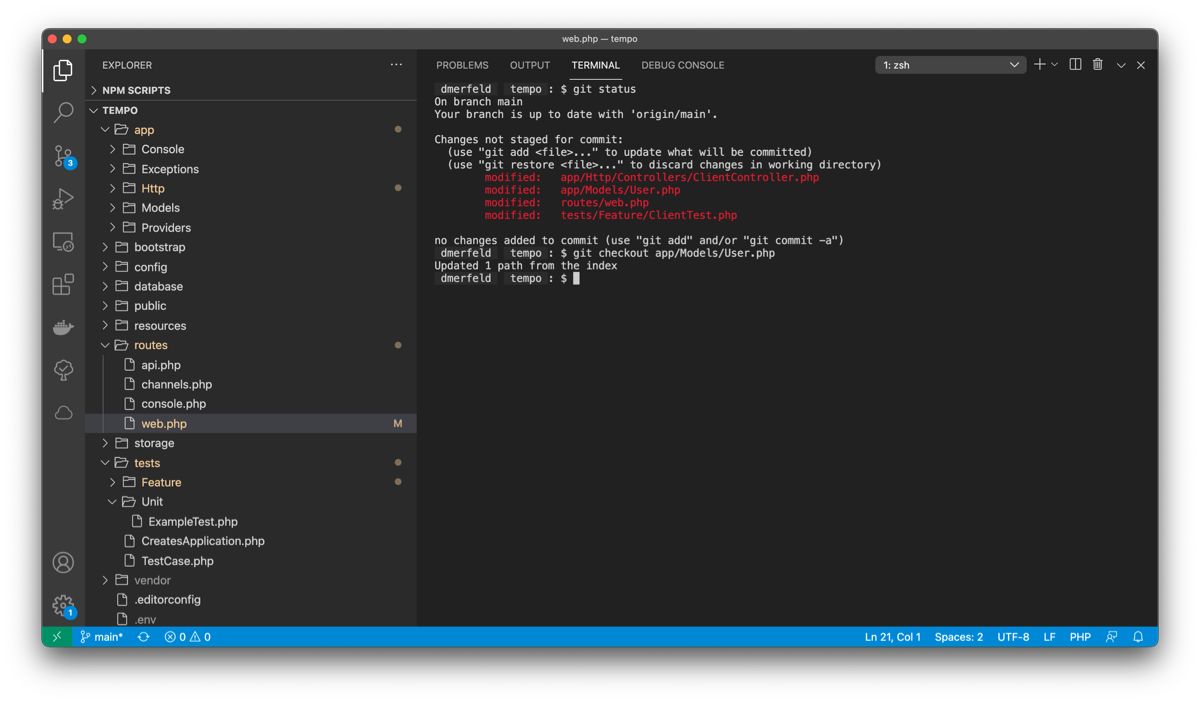 web.php — tempo
EXPLORER
NPM SCRIPTS
TEMPO
app
Console
Exceptions
Http
Models
Providers
bootstrap
config
database
public
resources
routes
api.php
channels.php
console.php
web.php M
storage
tests
Feature
Unit
ExampleTest.php
CreatesApplication.php
TestCase.php
vendor
.editorconfig
.env
3
1
PROBLEMS OUTPUT TERMINAL DEBUG CONSOLE 1: zsh
dmerfeld tempo : $ git status
On branch main
Your branch is up to date with 'origin/main'.
Changes not staged for commit:
(use "git add <file>..." to update what will be committed)
(use "git restore <file>..." to discard changes in working directory)
modified: app/Http/Controllers/ClientController.php
modified: app/Models/User.php
modified: routes/web.php
modified: tests/Feature/ClientTest.php
no changes added to commit (use "git add" and/or "git commit -a")
dmerfeld tempo : $ git checkout app/Models/User.php
Updated 1 path from the index
dmerfeld tempo : $
main* 0 0 Ln 21, Col 1 Spaces: 2 UTF-8 LF PHP